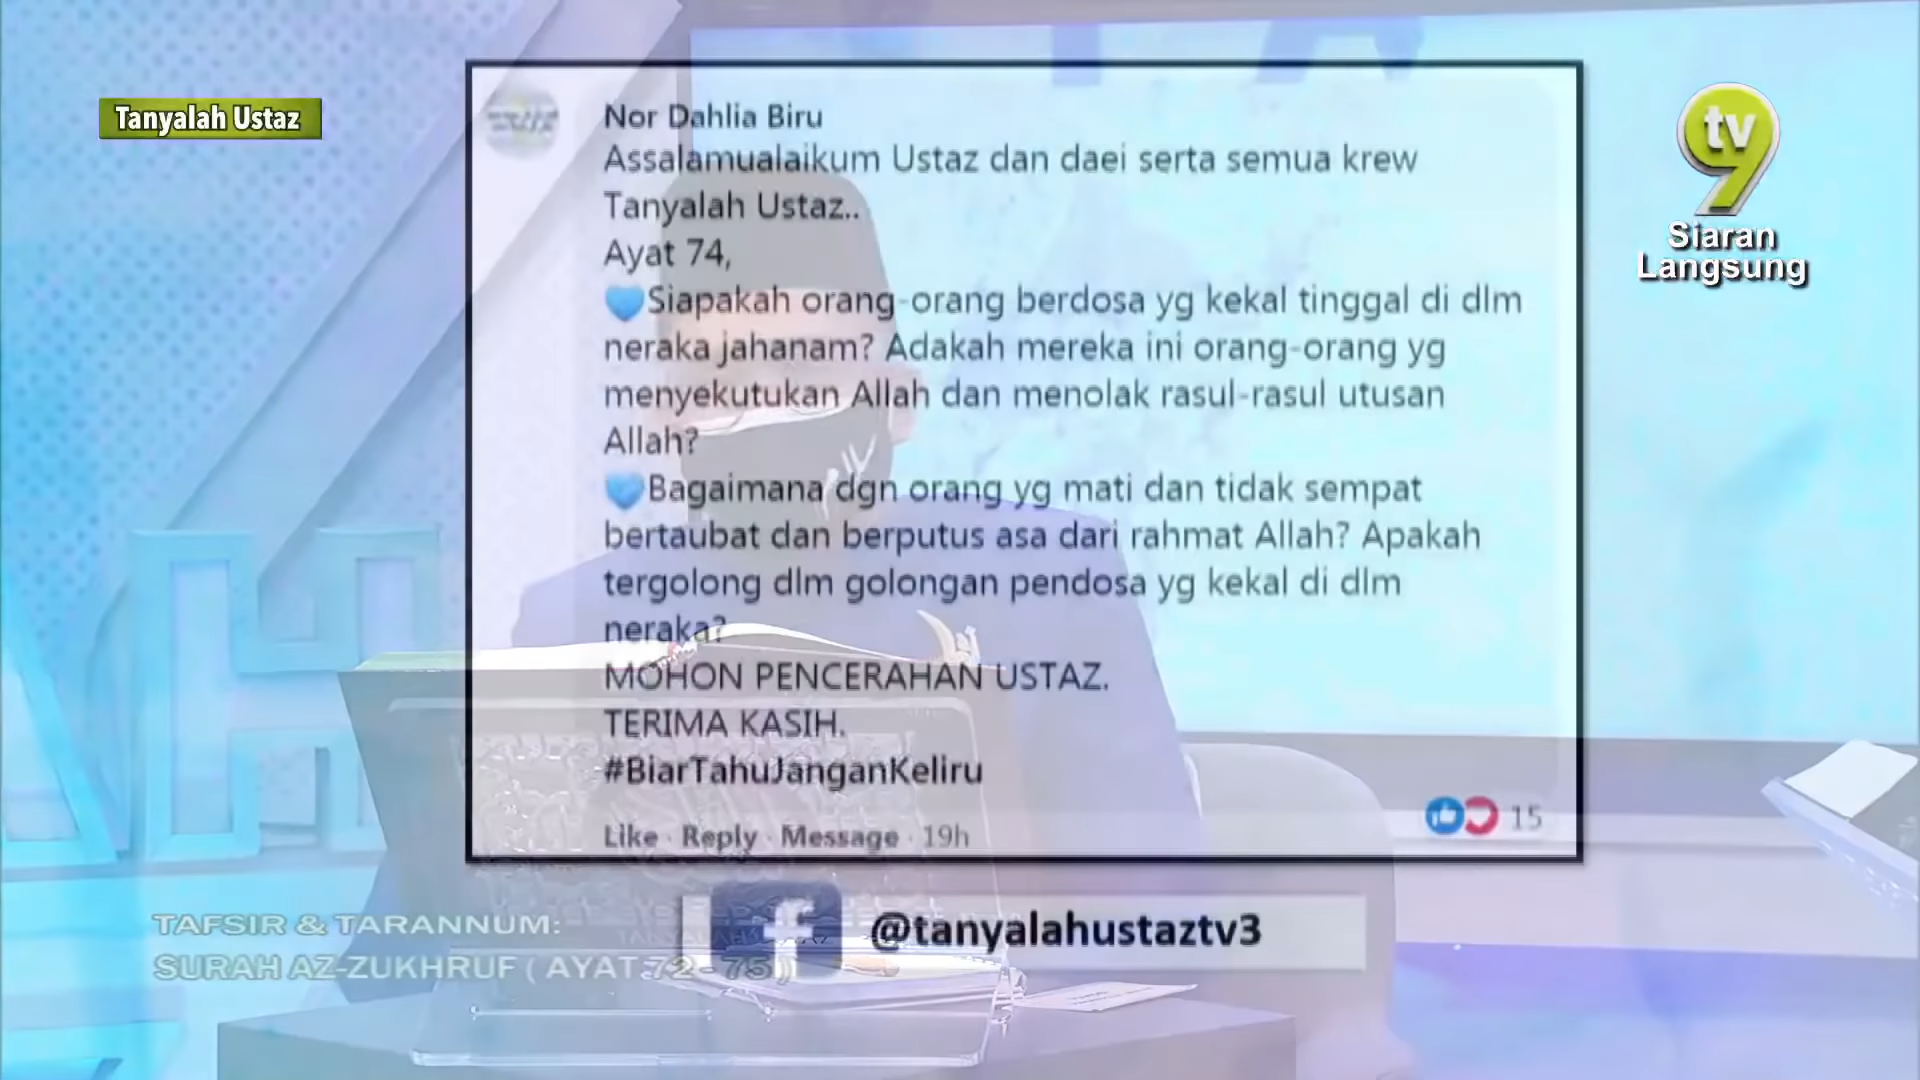 Tanyalah Ustaz
tv9
Siaran
Langsung
Nor Dahlia Biru
Assalamualaikum Ustaz dan daei serta semua krew
Tanyalah Ustaz..
Ayat 74,
💙Siapakah orang-orang berdosa yg kekal tinggal di dlm
neraka jahanam? Adakah mereka ini orang-orang yg
menyekutukan Allah dan menolak rasul-rasul utusan
Allah?
💙Bagaimana dgn orang yg mati dan tidak sempat
bertaubat dan berputus asa dari rahmat Allah? Apakah
tergolong dlm golongan pendosa yg kekal di dlm
neraka?
MOHON PENCERAHAN USTAZ.
TERIMA KASIH.
#BiarTahuJanganKeliru
Like · Reply · Message · 19h
15
@tanyalahustaztv3
TAFSIR & TARANNUM:
SURAH AZ-ZUKHRUF ( AYAT 72 - 75 )